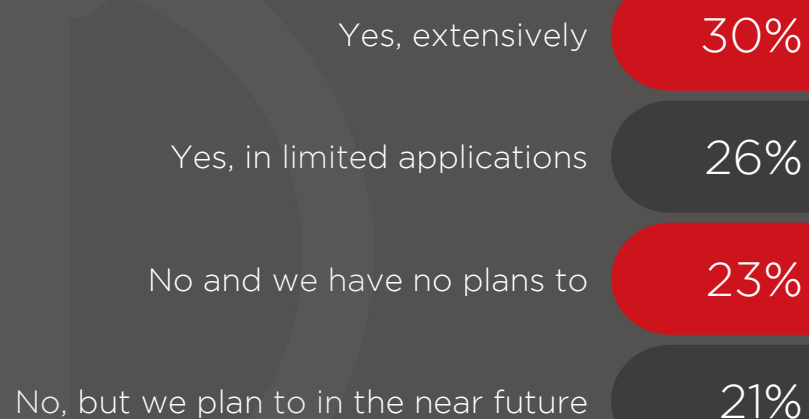 Yes, extensively 30%
Yes, in limited applications 26%
No and we have no plans to 23%
No, but we plan to in the near future 21%